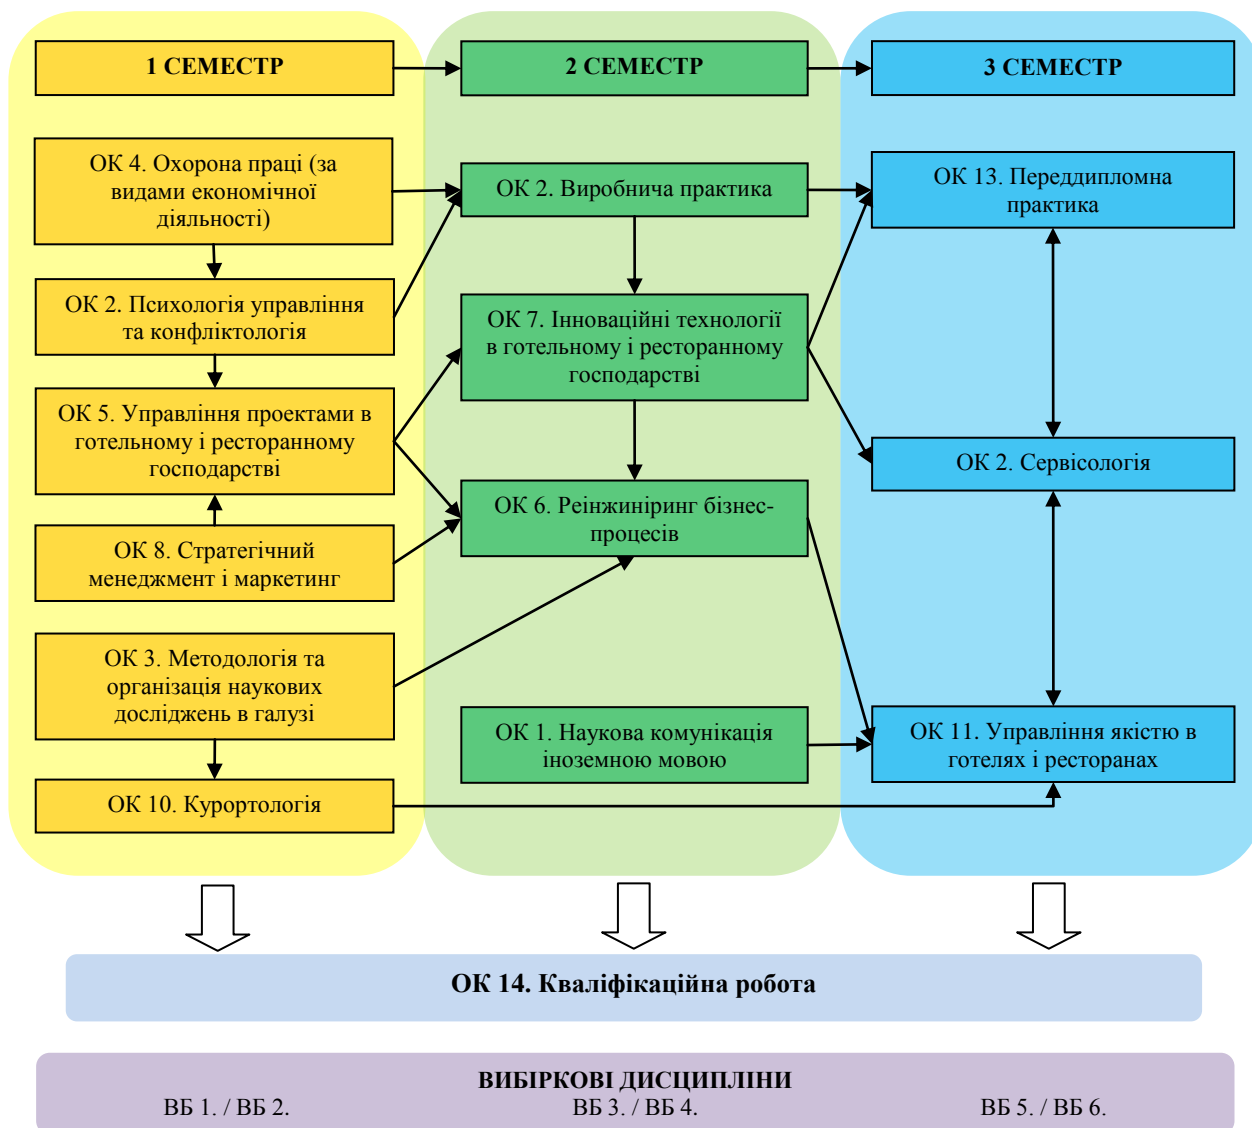 1 СЕМЕСТР
2 СЕМЕСТР
3 СЕМЕСТР
ОК 4. Охорона праці (за
видами економічної
діяльності)
ОК 2. Психологія управління
та конфліктологія
ОК 5. Управління проектами в
готельному і ресторанному
господарстві
ОК 8. Стратегічний
менеджмент і маркетинг
ОК 3. Методологія та
організація наукових
досліджень в галузі
ОК 10. Курортологія
ОК 2. Виробнича практика
ОК 7. Інноваційні технології
в готельному і ресторанному
господарстві
ОК 6. Реінжиніринг бізнес-
процесів
ОК 1. Наукова комунікація
іноземною мовою
ОК 13. Переддипломна
практика
ОК 2. Сервісологія
ОК 11. Управління якістю в
готелях і ресторанах
ОК 14. Кваліфікаційна робота
ВИБІРКОВІ ДИСЦИПЛІНИ
ВБ 1. / ВБ 2.
ВБ 3. / ВБ 4.
ВБ 5. / ВБ 6.